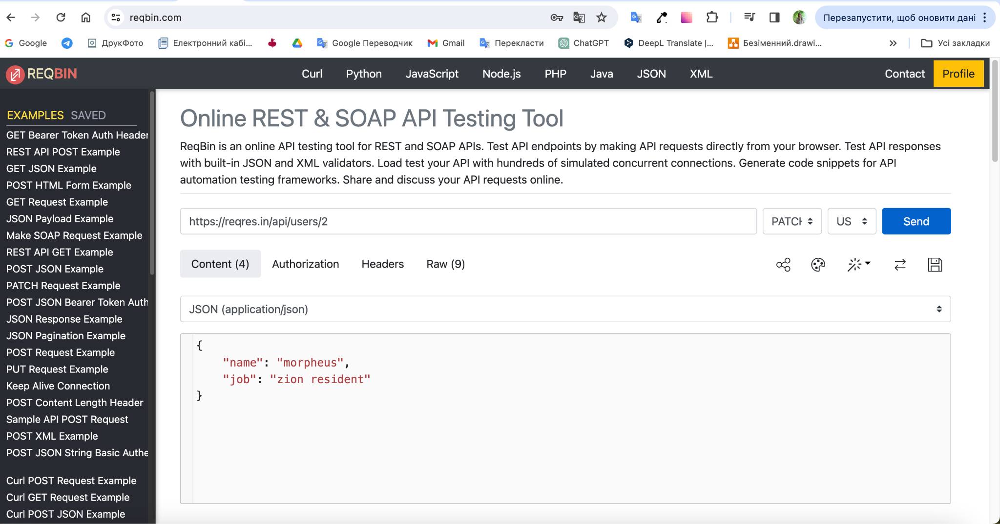 reqbin.com
Перезапустити, щоб оновити дані
Google
ДрукФото
Електронний кабі...
Google Переводчик
Gmail
Перекласти
ChatGPT
DeepL Translate |...
Безіменний.drawi...
»
Усі закладки
REQBIN
Curl
Python
JavaScript
Node.js
PHP
Java
JSON
XML
Contact
Profile
EXAMPLES SAVED
GET Bearer Token Auth Header
REST API POST Example
GET JSON Example
POST HTML Form Example
GET Request Example
JSON Payload Example
Make SOAP Request Example
REST API GET Example
POST JSON Example
PATCH Request Example
POST JSON Bearer Token Auth
JSON Response Example
JSON Pagination Example
POST Request Example
PUT Request Example
Keep Alive Connection
POST Content Length Header
Sample API POST Request
POST XML Example
POST JSON String Basic Authe
Curl POST Request Example
Curl GET Request Example
Curl POST JSON Example
Online REST & SOAP API Testing Tool
ReqBin is an online API testing tool for REST and SOAP APIs. Test API endpoints by making API requests directly from your browser. Test API responses
with built-in JSON and XML validators. Load test your API with hundreds of simulated concurrent connections. Generate code snippets for API
automation testing frameworks. Share and discuss your API requests online.
https://reqres.in/api/users/2
PATCH
US
Send
Content (4)
Authorization
Headers
Raw (9)
JSON (application/json)
{
"name": "morpheus",
"job": "zion resident"
}